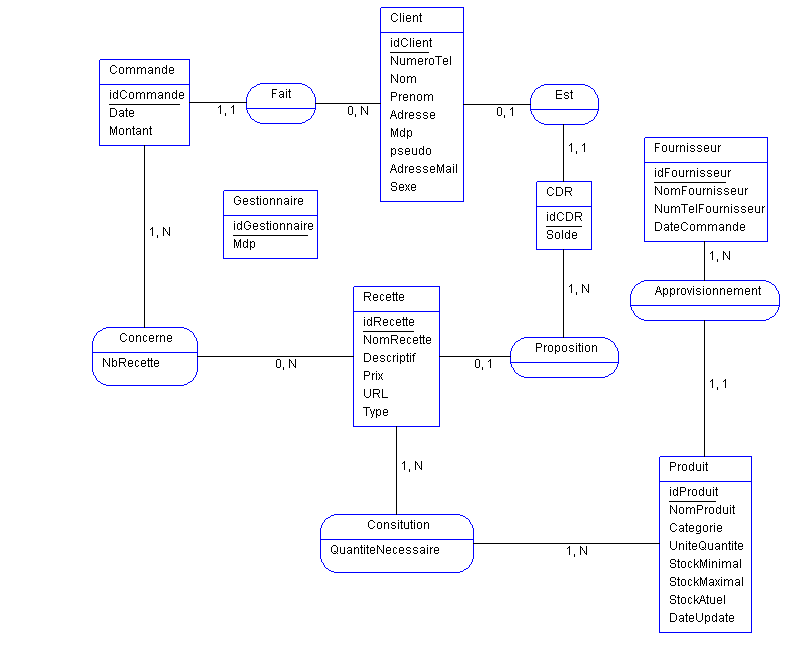 Client
idClient
NumeroTel
Nom
Prenom
Adresse
Mdp
pseudo
AdresseMail
Sexe
Commande
idCommande
Date
Montant
1, 1
Fait
0, N
0, 1
Est
1, 1
Fournisseur
idFournisseur
NomFournisseur
NumTelFournisseur
DateCommande
CDR
idCDR
Solde
Gestionnaire
idGestionnaire
Mdp
1, N
1, N
1, N
Approvisionnement
Recette
idRecette
NomRecette
Descriptif
Prix
URL
Type
Concerne
NbRecette
0, N
0, 1
Proposition
1, 1
1, N
Produit
idProduit
NomProduit
Categorie
UniteQuantite
StockMinimal
StockMaximal
StockAtuel
DateUpdate
Consitution
QuantiteNecessaire
1, N